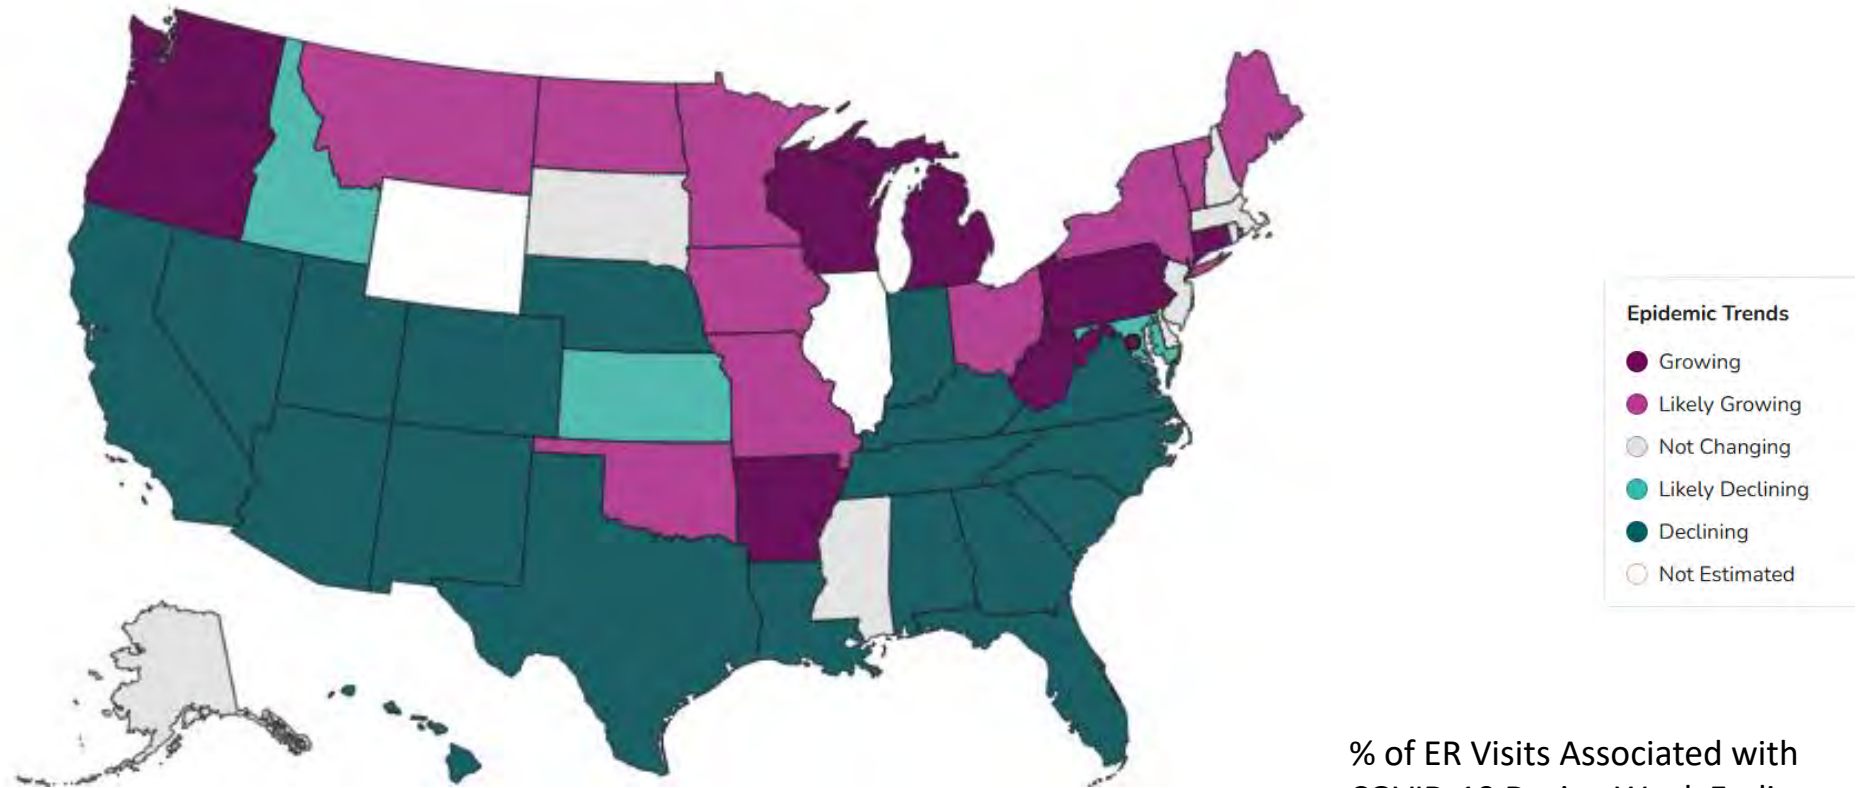 Epidemic Trends
Growing
Likely Growing
Not Changing
Likely Declining
Declining
Not Estimated
% of ER Visits Associated with